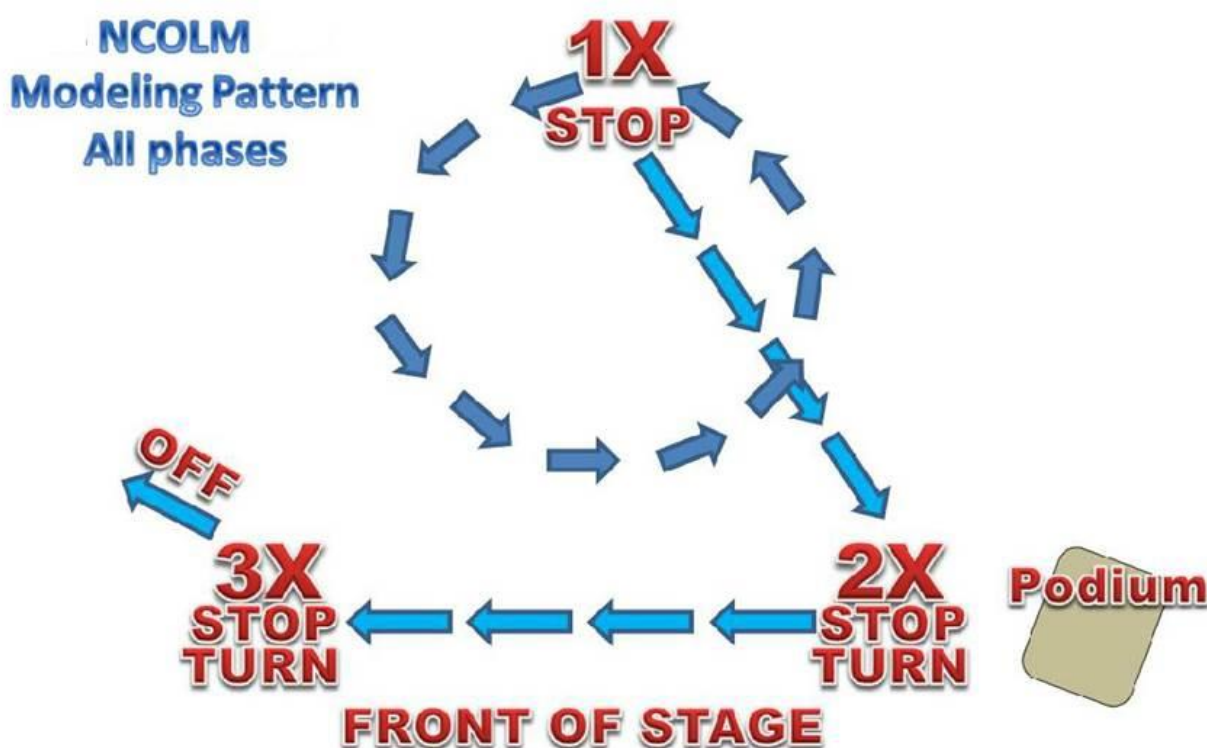 NCOLM
Modeling Pattern
All phases
1X
STOP
OFF
3X
STOP
TURN
2X
STOP
TURN
Podium
FRONT OF STAGE